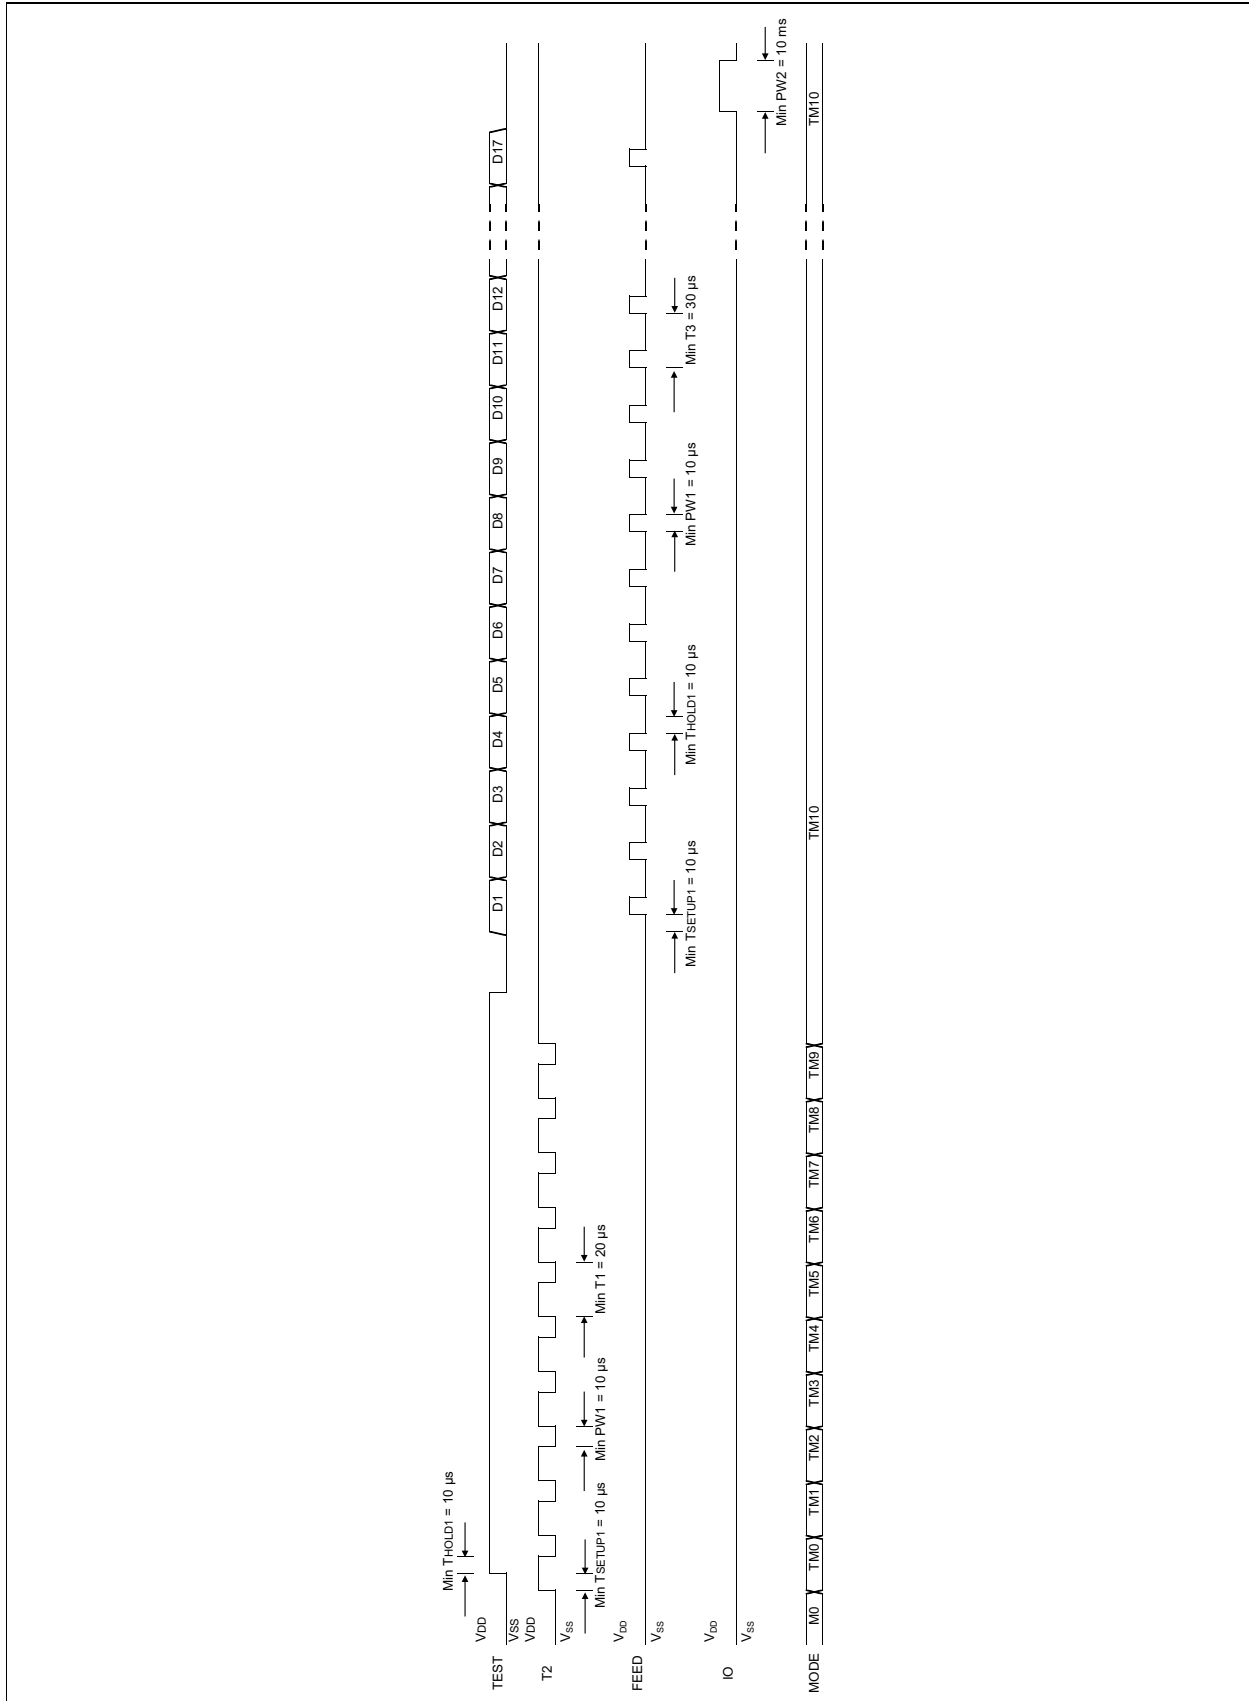 TEST
VDD
VSS
Min THOLD1 = 10 µs
D1 D2 D3 D4 D5 D6 D7 D8 D9 D10 D11 D12 D17
T2
VDD
VSS
Min TSETUP1 = 10 µs
Min PW1 = 10 µs
Min T1 = 20 µs
FEED
VDD
VSS
Min TSETUP1 = 10 µs
Min THOLD1 = 10 µs
Min PW1 = 10 µs
Min T3 = 30 µs
IO
VDD
VSS
Min PW2 = 10 ms
MODE
M0 TM0 TM1 TM2 TM3 TM4 TM5 TM6 TM7 TM8 TM9 TM10 TM10